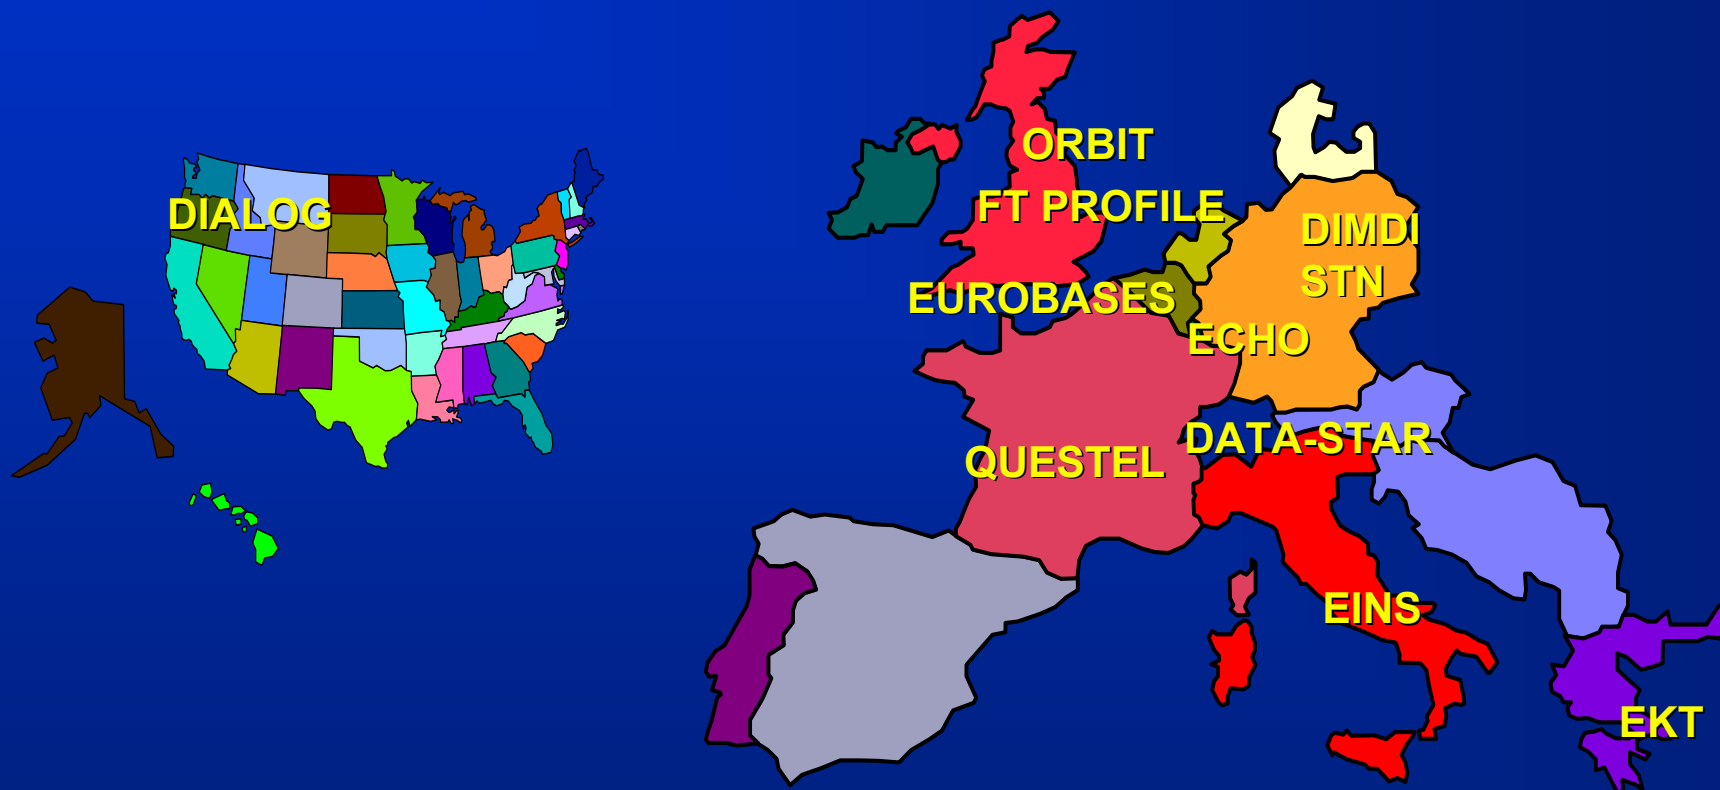 DIALOG
ORBIT
FT PROFILE
DIMDI
STN
EUROBASES
ECHO
DATA-STAR
QUESTEL
EINS
EKT